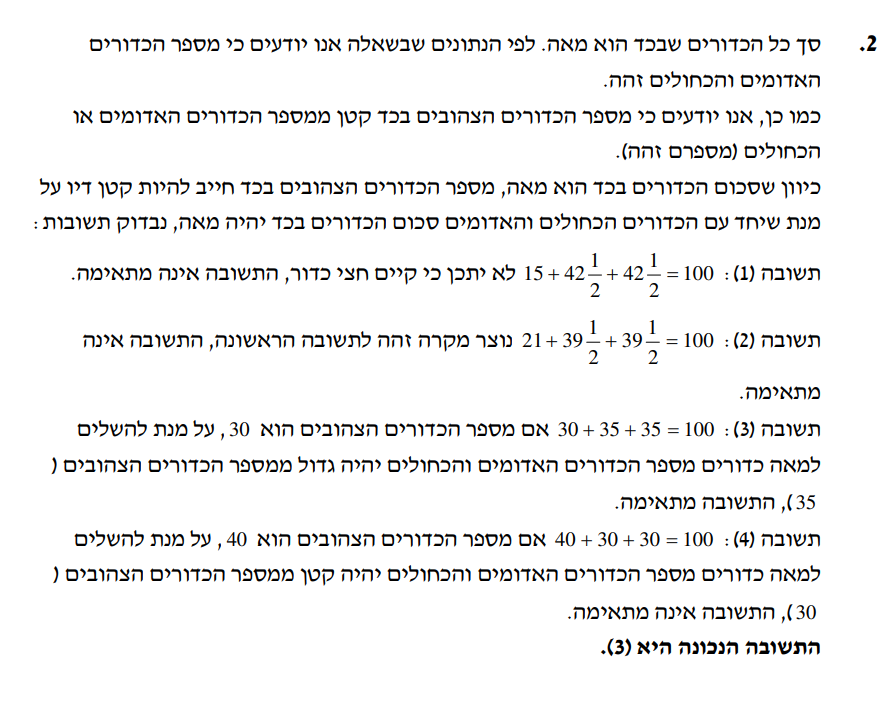 2. סך כל הכדורים שבכד הוא מאה. לפי הנתונים שבשאלה אנו יודעים כי מספר הכדורים
האדומים והכחולים זהה.
כמו כן, אנו יודעים כי מספר הכדורים הצהובים בכד קטן ממספר הכדורים האדומים או
הכחולים (מספרם זהה).
כיוון שסכום הכדורים בכד הוא מאה, מספר הכדורים הצהובים בכד חייב להיות קטן דיו על
מנת שיחד עם הכדורים הכחולים והאדומים סכום הכדורים בכד יהיה מאה, נבדוק תשובות:
תשובה (1): 15 + 42 1/2 + 42 1/2 = 100 לא יתכן כי קיים חצי כדור, התשובה אינה מתאימה.
תשובה (2): 21 + 39 1/2 + 39 1/2 = 100 נוצר מקרה זהה לתשובה הראשונה, התשובה אינה
מתאימה.
תשובה (3): 30 + 35 + 35 = 100 אם מספר הכדורים הצהובים הוא 30, על מנת להשלים
למאה כדורים מספר הכדורים האדומים והכחולים יהיה גדול ממספר הכדורים הצהובים (
35), התשובה מתאימה.
תשובה (4): 40 + 30 + 30 = 100 אם מספר הכדורים הצהובים הוא 40, על מנת להשלים
למאה כדורים מספר הכדורים האדומים והכחולים יהיה קטן ממספר הכדורים הצהובים (
30), התשובה אינה מתאימה.
התשובה הנכונה היא (3).